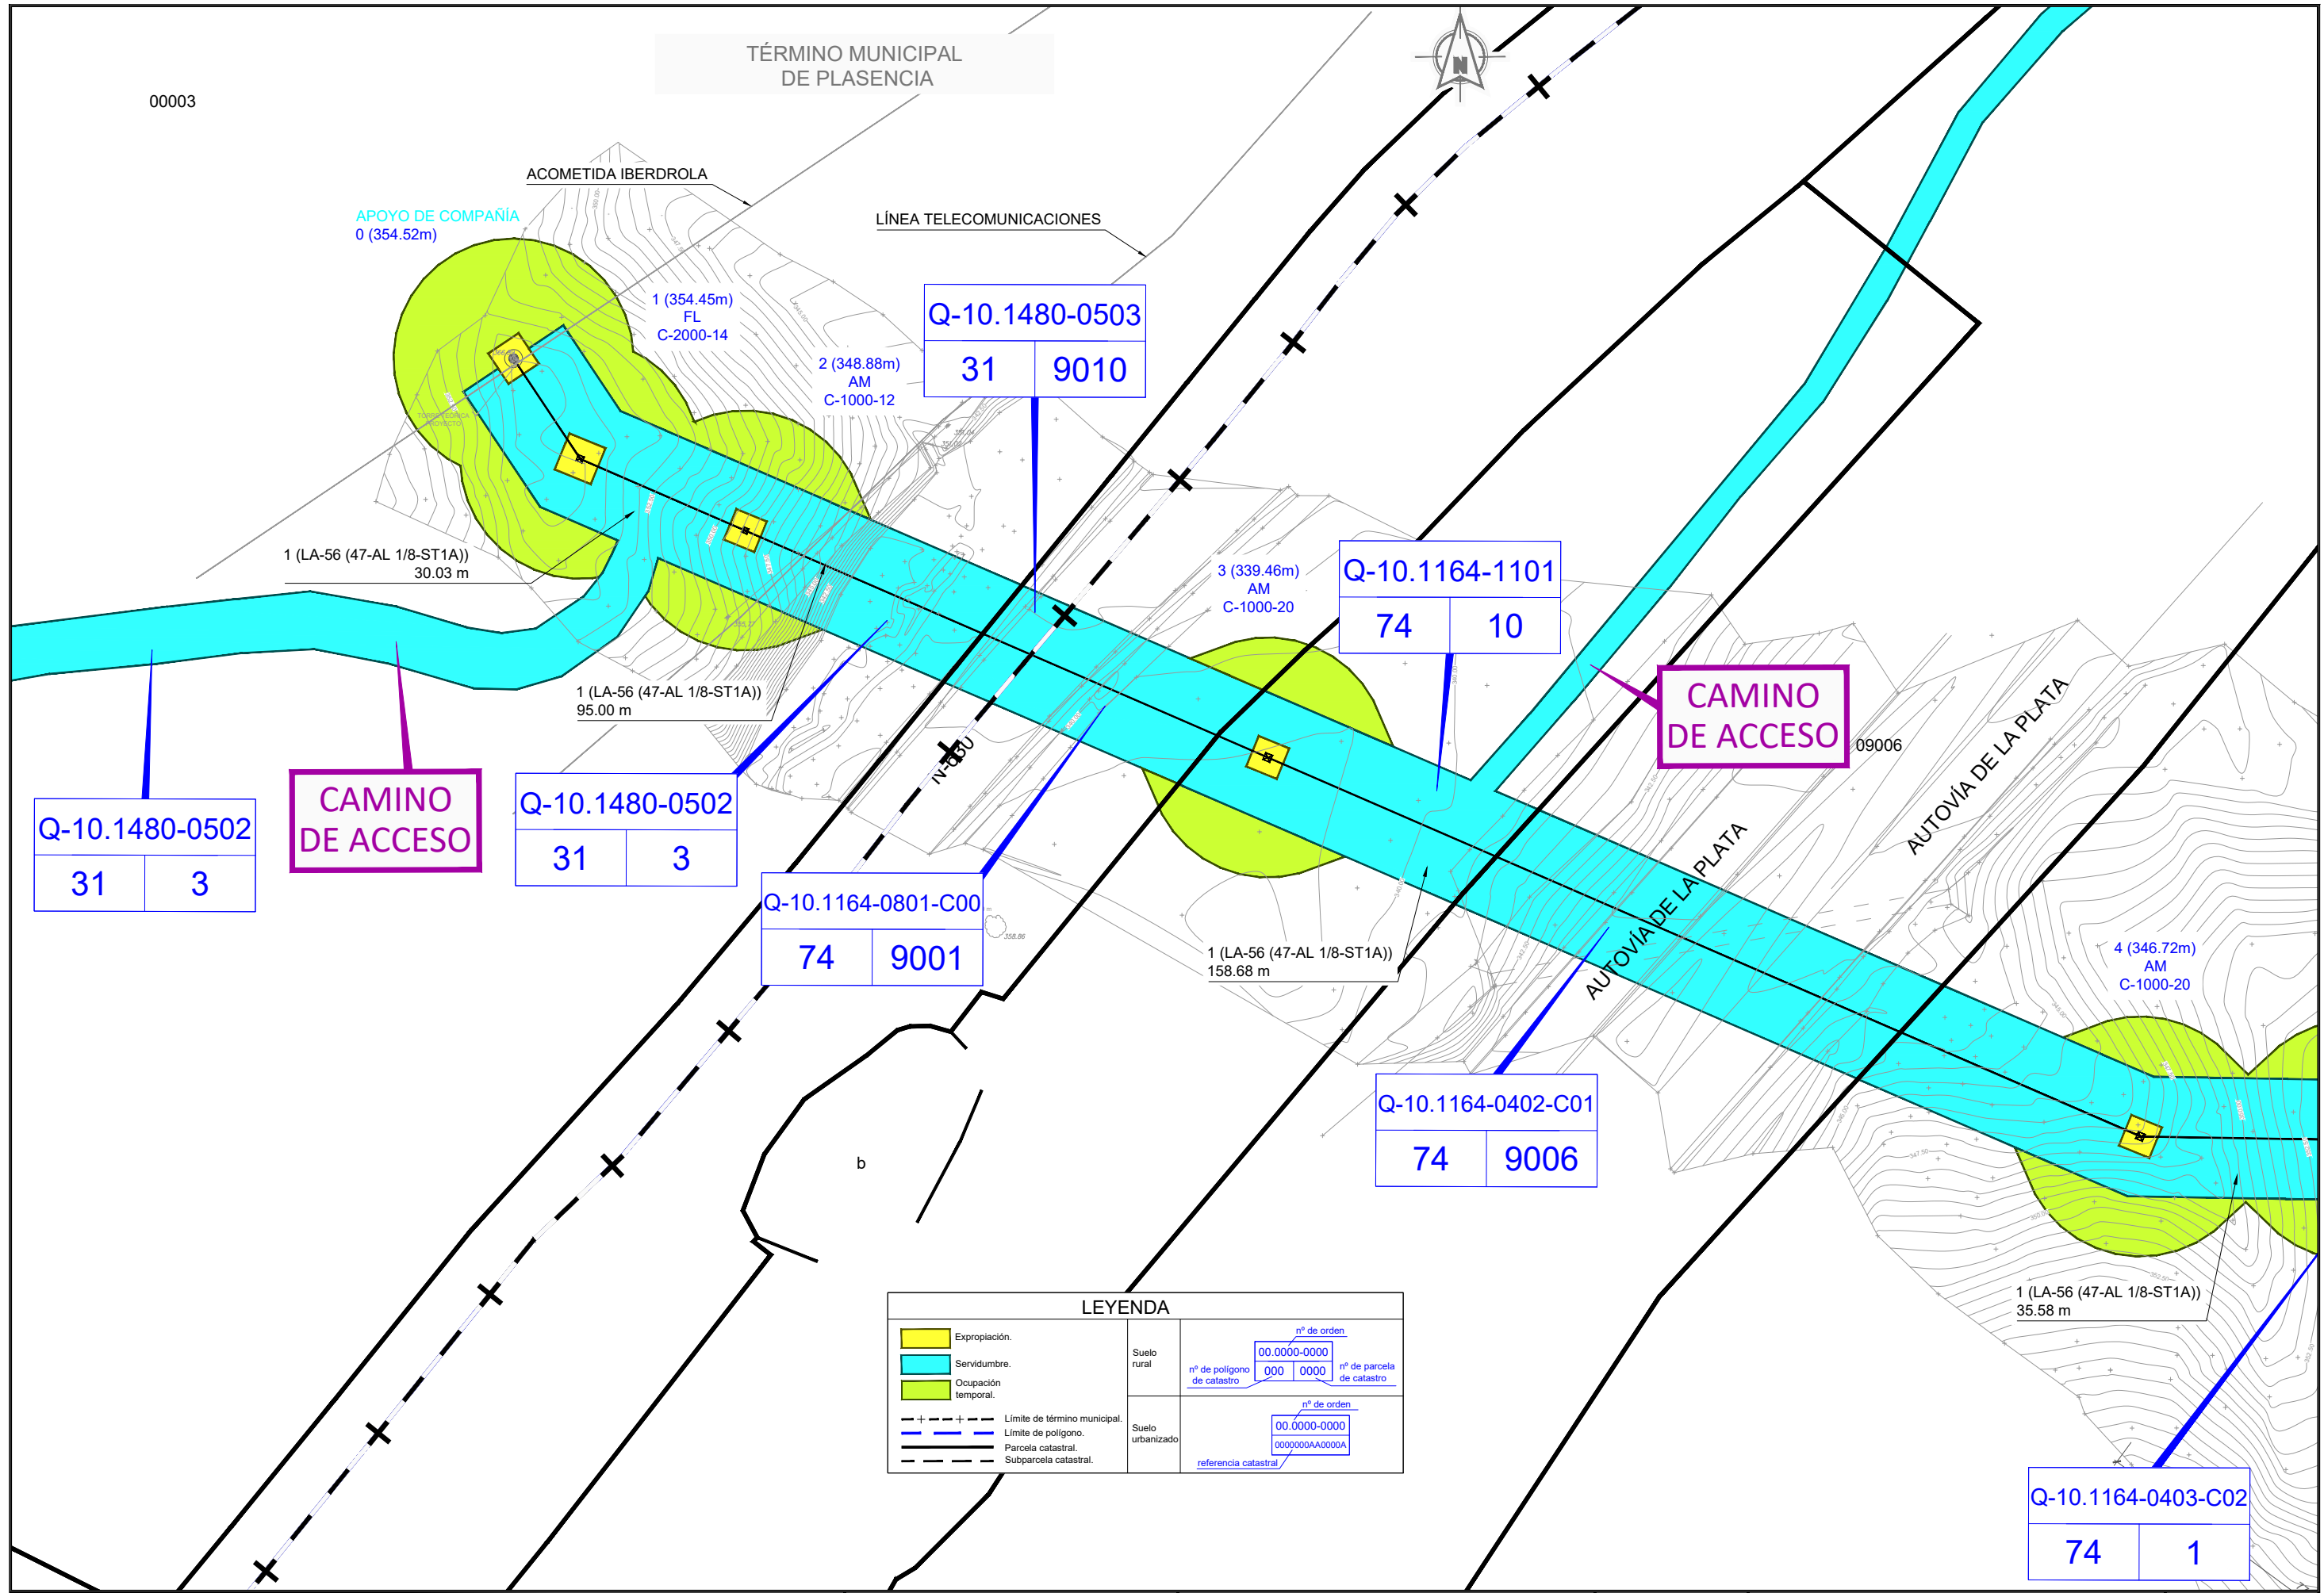 TÉRMINO MUNICIPAL
DE PLASENCIA
N
00003
ACOMETIDA IBERDROLA
APOYO DE COMPAÑÍA
0 (354.52m)
LÍNEA TELECOMUNICACIONES
1 (354.45m)
FL
C-2000-14
2 (348.88m)
AM
C-1000-12
Q-10.1480-0503
31 9010
1 (LA-56 (47-AL 1/8-ST1A))
30.03 m
3 (339.46m)
AM
C-1000-20
Q-10.1164-1101
74 10
1 (LA-56 (47-AL 1/8-ST1A))
95.00 m
CAMINO
DE ACCESO
09006
AUTOVÍA DE LA PLATA
N-630
Q-10.1480-0502
31 3
CAMINO
DE ACCESO
Q-10.1480-0502
31 3
Q-10.1164-0801-C00
74 9001
358.86
AUTOVÍA DE LA PLATA
1 (LA-56 (47-AL 1/8-ST1A))
158.68 m
4 (346.72m)
AM
C-1000-20
Q-10.1164-0402-C01
74 9006
b
1 (LA-56 (47-AL 1/8-ST1A))
35.58 m
LEYENDA
Expropiación.
Servidumbre.
Ocupación
temporal.
Límite de término municipal.
Límite de polígono.
Parcela catastral.
Subparcela catastral.
Suelo
rural
nº de orden
00.0000-0000
000 0000
nº de polígono
de catastro
nº de parcela
de catastro
Suelo
urbanizado
nº de orden
00.0000-0000
0000000AA0000A
referencia catastral
Q-10.1164-0403-C02
74 1